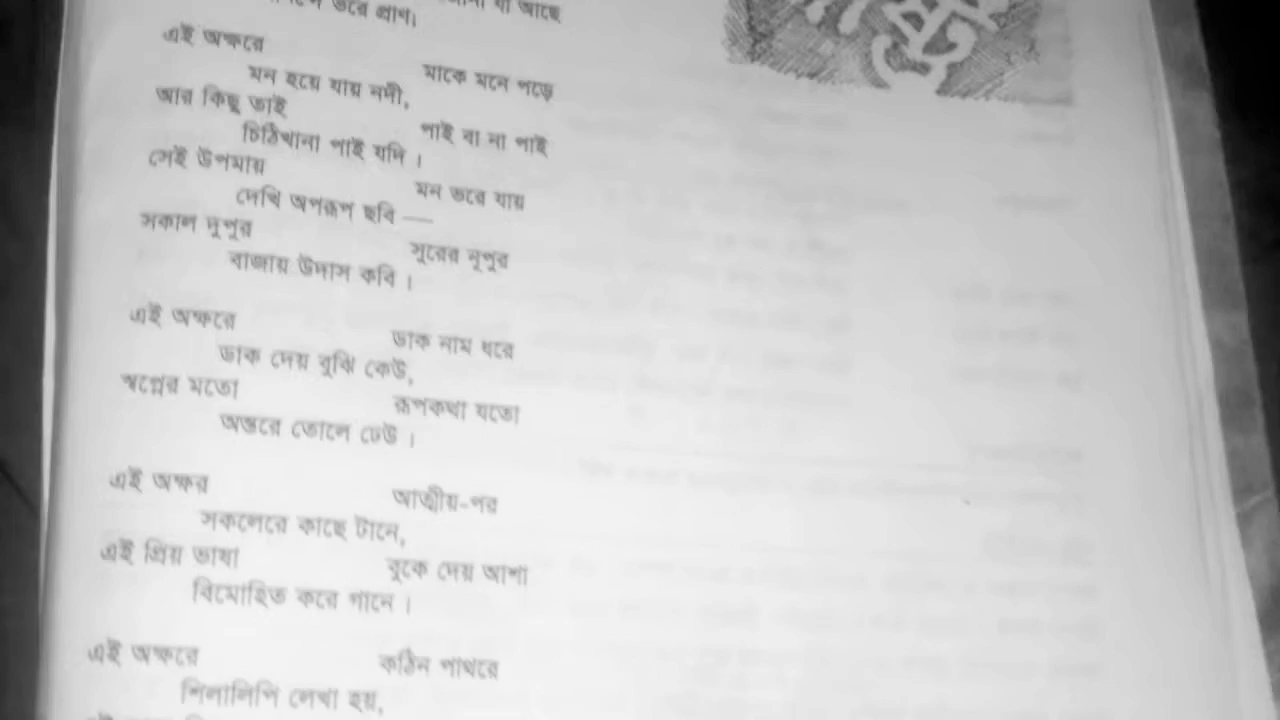 ভরে প্রাণ।
যা আছে
এই অক্ষরে
মাকে মনে পড়ে
মন হয়ে যায় নদী,
আর কিছু ভাই
পাই বা না পাই
চিঠিখানা পাই যদি।
সেই উপমায়
মন ভরে যায়
দেখি অপরূপ ছবি —
সকাল দুপুর
সুরের নূপুর
বাজায় উদাস কবি।
এই অক্ষরে
ডাক নাম ধরে
ডাক দেয় বুঝি কেউ,
স্বপ্নের মতো
রূপকথা যতো
অন্তরে তোলে ঢেউ।
এই অক্ষর
আত্মীয়-পর
সকলেরে কাছে টানে,
এই প্রিয় ভাষা
বুকে দেয় আশা
বিমোহিত করে গানে।
এই অক্ষরে
কঠিন পাথরে
শিলালিপি লেখা হয়,